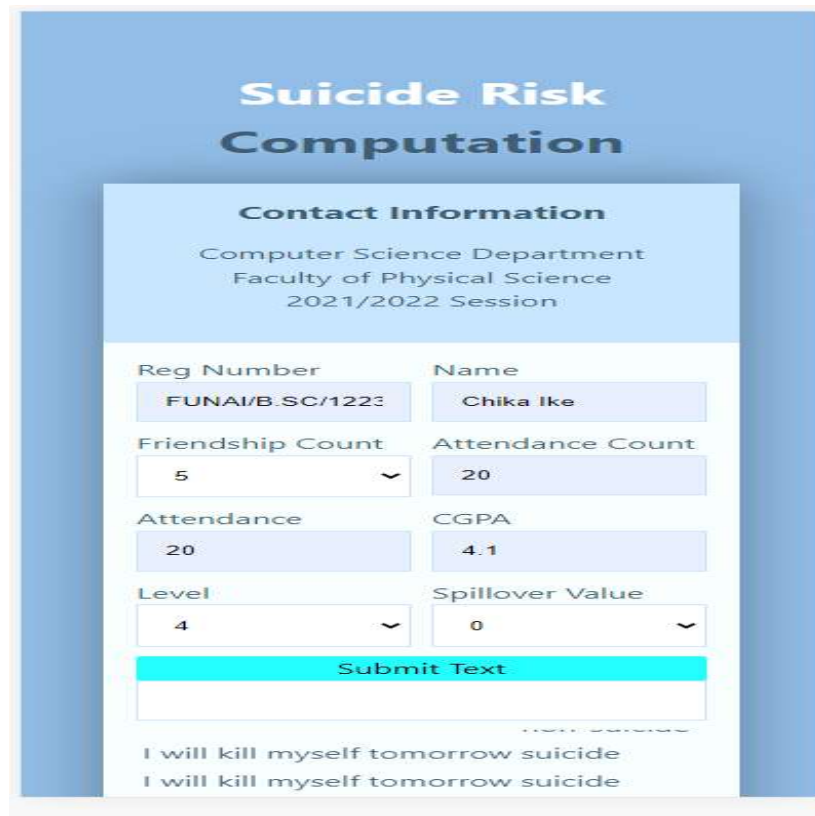 Suicide Risk
Computation
Contact Information
Computer Science Department
Faculty of Physical Science
2021/2022 Session
Reg Number Name
FUNAI/B.SC/1223 Chika Ike
Friendship Count Attendance Count
5 20
Attendance CGPA
20 4.1
Level Spillover Value
4 0
Submit Text
I will kill myself tomorrow suicide
I will kill myself tomorrow suicide